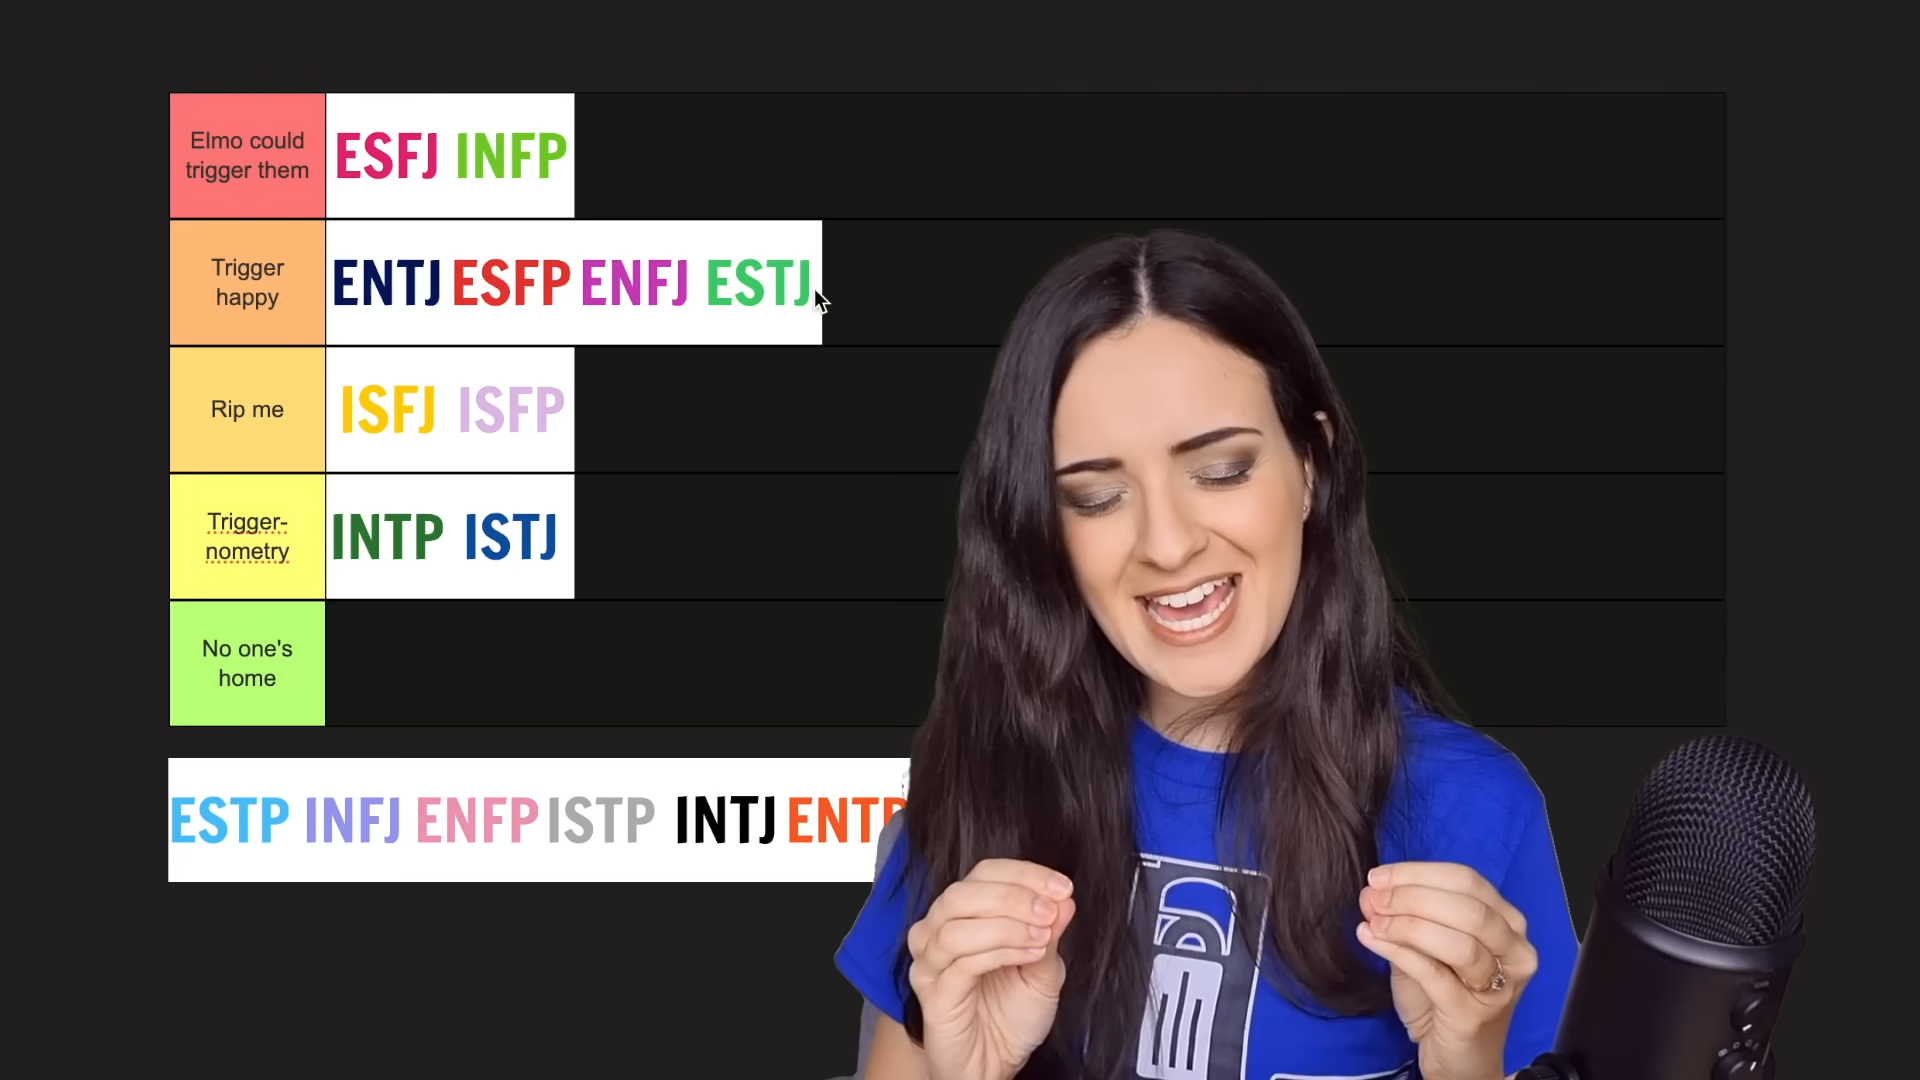 Elmo could
trigger them
ESFJ INFP
Trigger
happy
ENTJ ESFP ENFJ ESTJ
Rip me
ISFJ ISFP
Trigger-
nometry
INTP ISTJ
No one's
home
ESTP INFJ ENFP ISTP INTJ ENTP